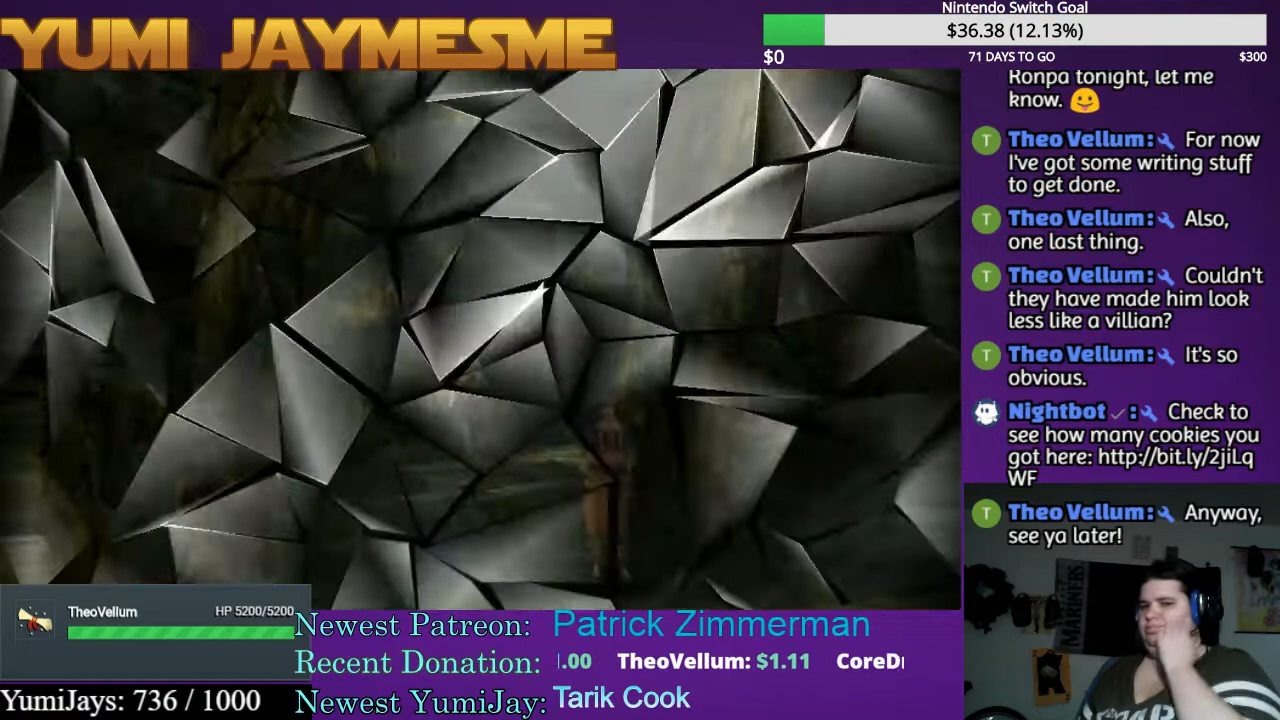 YUMI JAYMESME
Nintendo Switch Goal
$36.38 (12.13%)
$0
71 DAYS TO GO
$300
Ronpa tonight, let me
know.
T
Theo Vellum: For now
I've got some writing stuff
to get done.
T
Theo Vellum: Also,
one last thing.
T
Theo Vellum: Couldn't
they have made him look
less like a villian?
T
Theo Vellum: It's so
obvious.
Nightbot : Check to
see how many cookies you
got here: http://bit.ly/2jiLq
WF
T
Theo Vellum: Anyway,
see ya later!
MARINERS
TheoVellum
HP 5200/5200
Newest Patreon: Patrick Zimmerman
Recent Donation: .00 TheoVellum: $1.11 CoreD
YumiJays: 736 / 1000
Newest YumiJay: Tarik Cook